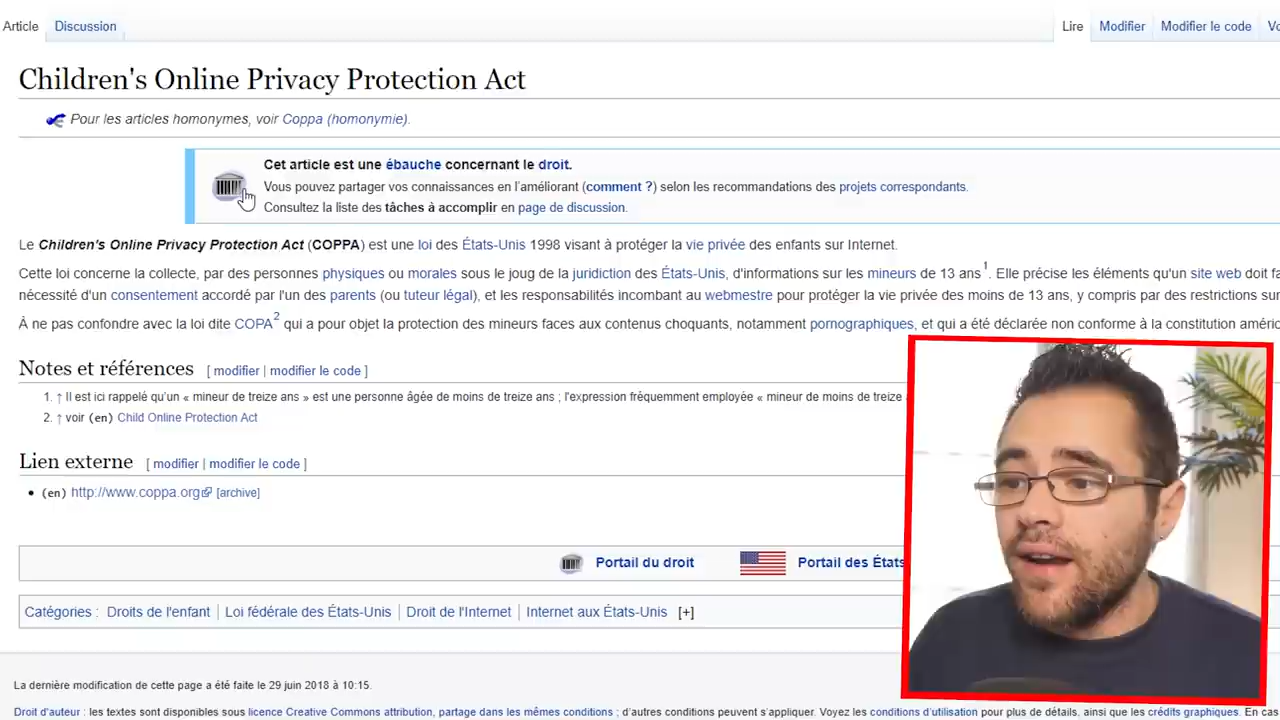 Article Discussion Lire Modifier Modifier le code
Children's Online Privacy Protection Act
Pour les articles homonymes, voir Coppa (homonymie).
Cet article est une ébauche concernant le droit.
Vous pouvez partager vos connaissances en l'améliorant (comment ?) selon les recommandations des projets correspondants.
Consultez la liste des tâches à accomplir en page de discussion.
Le Children's Online Privacy Protection Act (COPPA) est une loi des États-Unis 1998 visant à protéger la vie privée des enfants sur Internet.
Cette loi concerne la collecte, par des personnes physiques ou morales sous le joug de la juridiction des États-Unis, d'informations sur les mineurs de 13 ans1. Elle précise les éléments qu'un site web doit
nécessité d'un consentement accordé par l'un des parents (ou tuteur légal), et les responsabilités incombant au webmestre pour protéger la vie privée des moins de 13 ans, y compris par des restrictions sur
À ne pas confondre avec la loi dite COPA2 qui a pour objet la protection des mineurs faces aux contenus choquants, notamment pornographiques, et qui a été déclarée non conforme à la constitution
Notes et références [ modifier | modifier le code ]
1. ↑ Il est ici rappelé qu'un « mineur de treize ans » est une personne âgée de moins de treize ans ; l'expression fréquemment employée « mineur de moins de treize
2. ↑ voir (en) Child Online Protection Act
Lien externe [ modifier | modifier le code ]
• (en) http://www.coppa.org [archive]
Portail du droit Portail des États
Catégories : Droits de l'enfant | Loi fédérale des États-Unis | Droit de l'Internet | Internet aux États-Unis [+]
La dernière modification de cette page a été faite le 29 juin 2018 à 10:15.
Droit d'auteur : les textes sont disponibles sous licence Creative Commons attribution, partage dans les mêmes conditions ; d'autres conditions peuvent s'appliquer. Voyez les conditions d'utilisation pour plus de détails, ainsi que les crédits graphiques. En cas